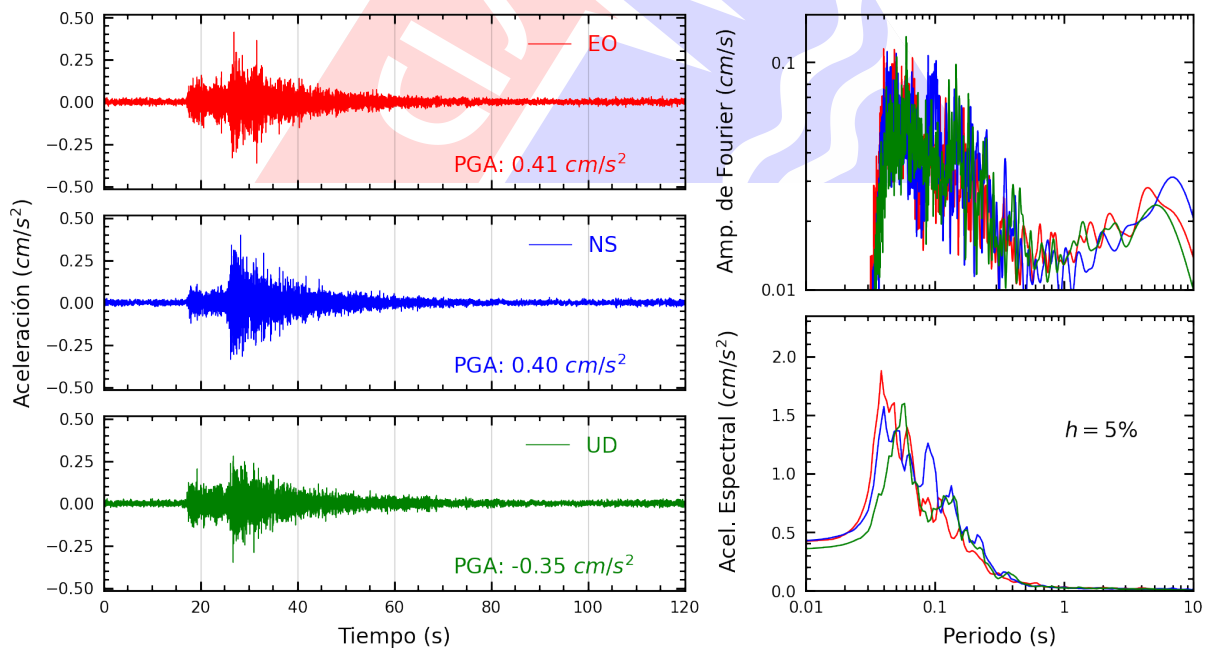 0.50
0.25
0.00
−0.25
−0.50
EO
PGA: 0.41 cm/s²
0.50
0.25
0.00
−0.25
−0.50
NS
PGA: 0.40 cm/s²
0.50
0.25
0.00
−0.25
−0.50
UD
PGA: -0.35 cm/s²
0 20 40 60 80 100 120
Tiempo (s)
Aceleración (cm/s²)
0.1
0.01
Amp. de Fourier (cm/s)
2.0
1.5
1.0
0.5
0.0
h = 5%
Acel. Espectral (cm/s²)
0.01 0.1 1 10
Periodo (s)